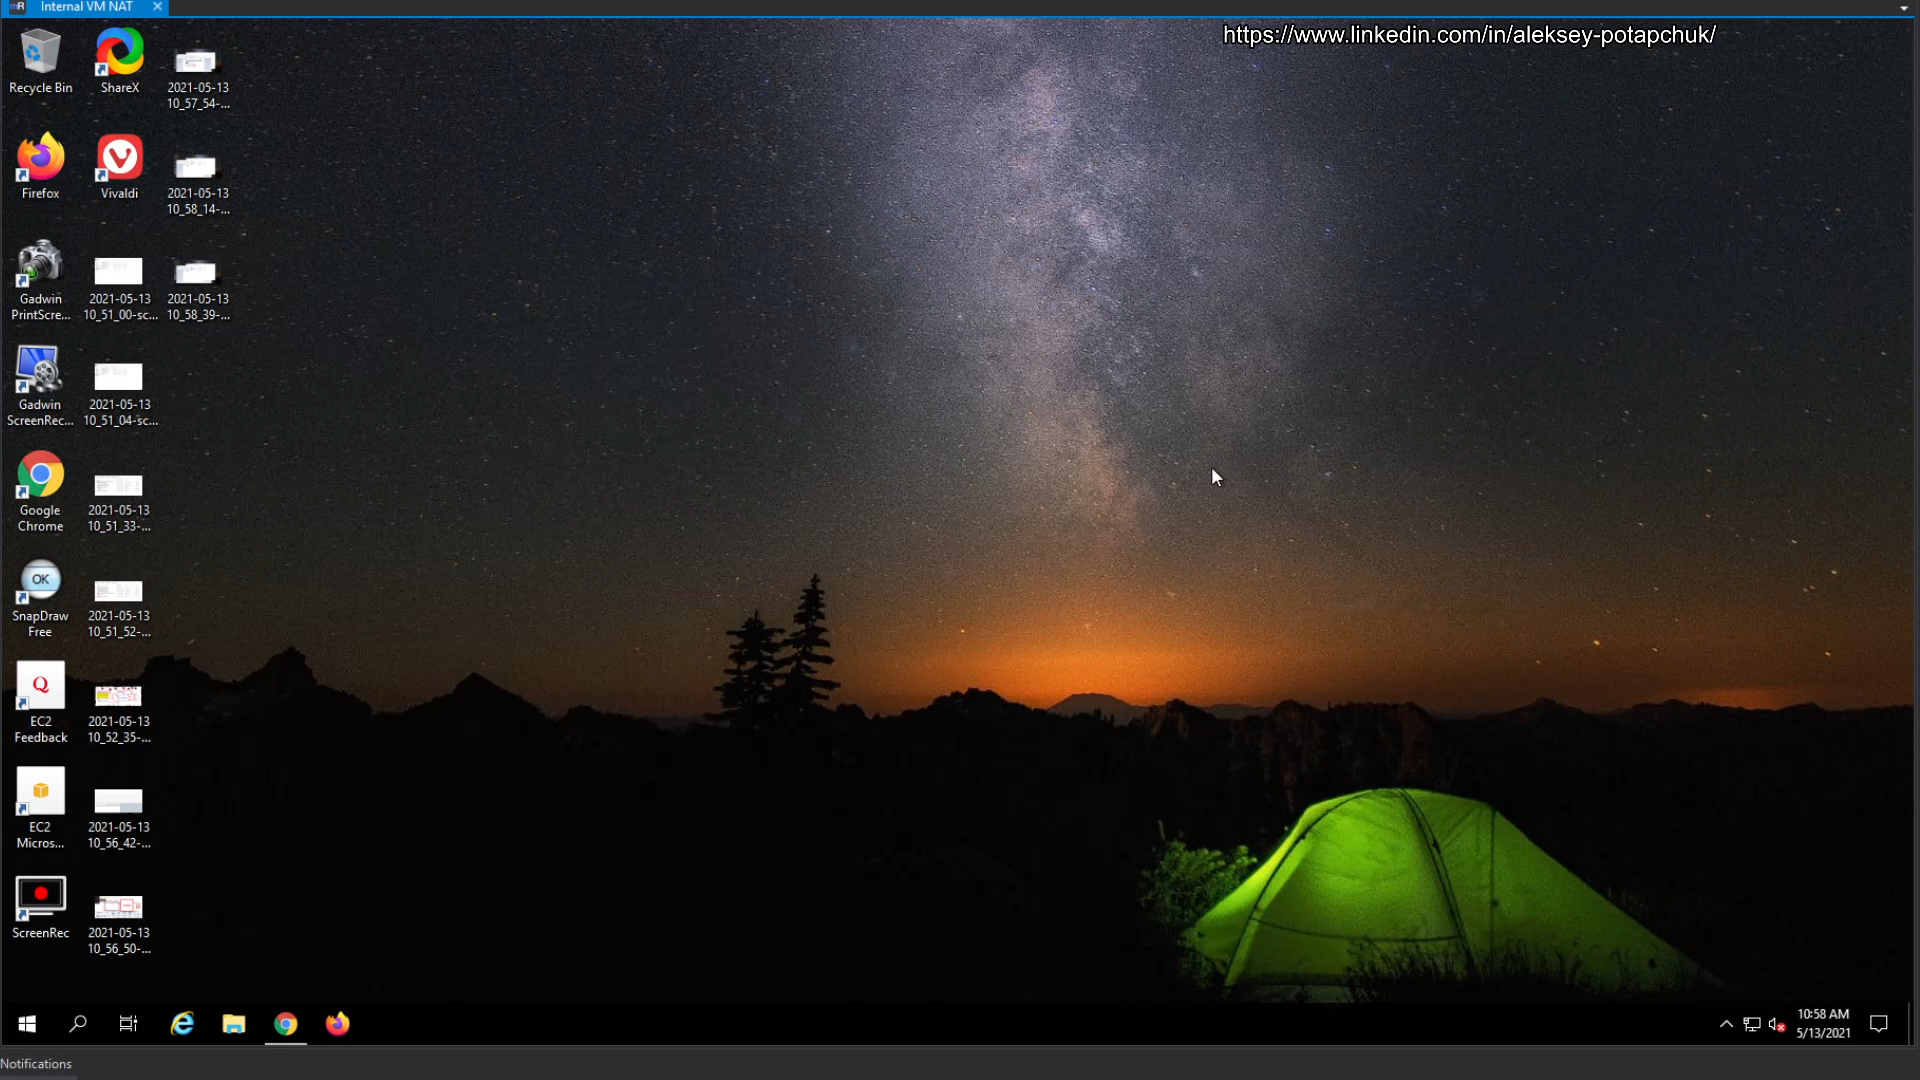 mR Internal VM NAT
https://www.linkedin.com/in/aleksey-potapchuk/
Recycle Bin
ShareX
2021-05-13
10_57_54-...
Firefox
Vivaldi
2021-05-13
10_58_14-...
Gadwin
PrintScre...
2021-05-13
10_51_00-sc...
2021-05-13
10_58_39-...
Gadwin
ScreenRec...
2021-05-13
10_51_04-sc...
Google
Chrome
2021-05-13
10_51_33-...
OK
SnapDraw
Free
2021-05-13
10_51_52-...
Q
EC2
Feedback
2021-05-13
10_52_35-...
EC2
Micros...
2021-05-13
10_56_42-...
ScreenRec
2021-05-13
10_56_50-...
10:58 AM
5/13/2021
Notifications